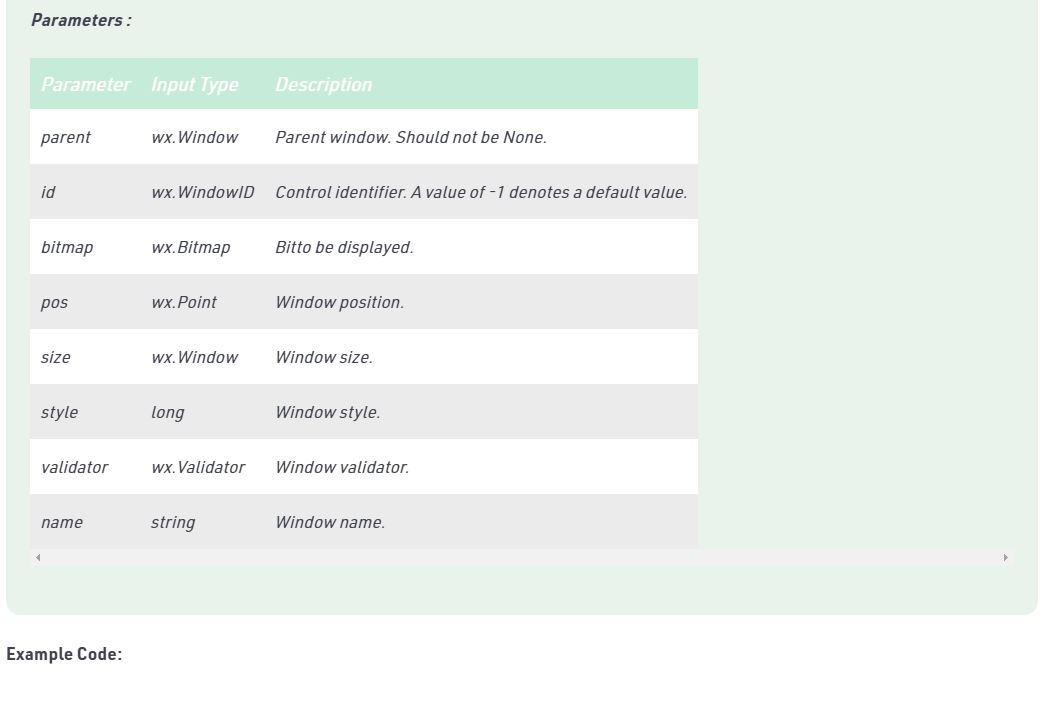 Parameters :
Parameter Input Type Description
parent wx.Window Parent window. Should not be None.
id wx.WindowID Control identifier. A value of -1 denotes a default value.
bitmap wx.Bitmap Bitto be displayed.
pos wx.Point Window position.
size wx.Window Window size.
style long Window style.
validator wx.Validator Window validator.
name string Window name.
Example Code: